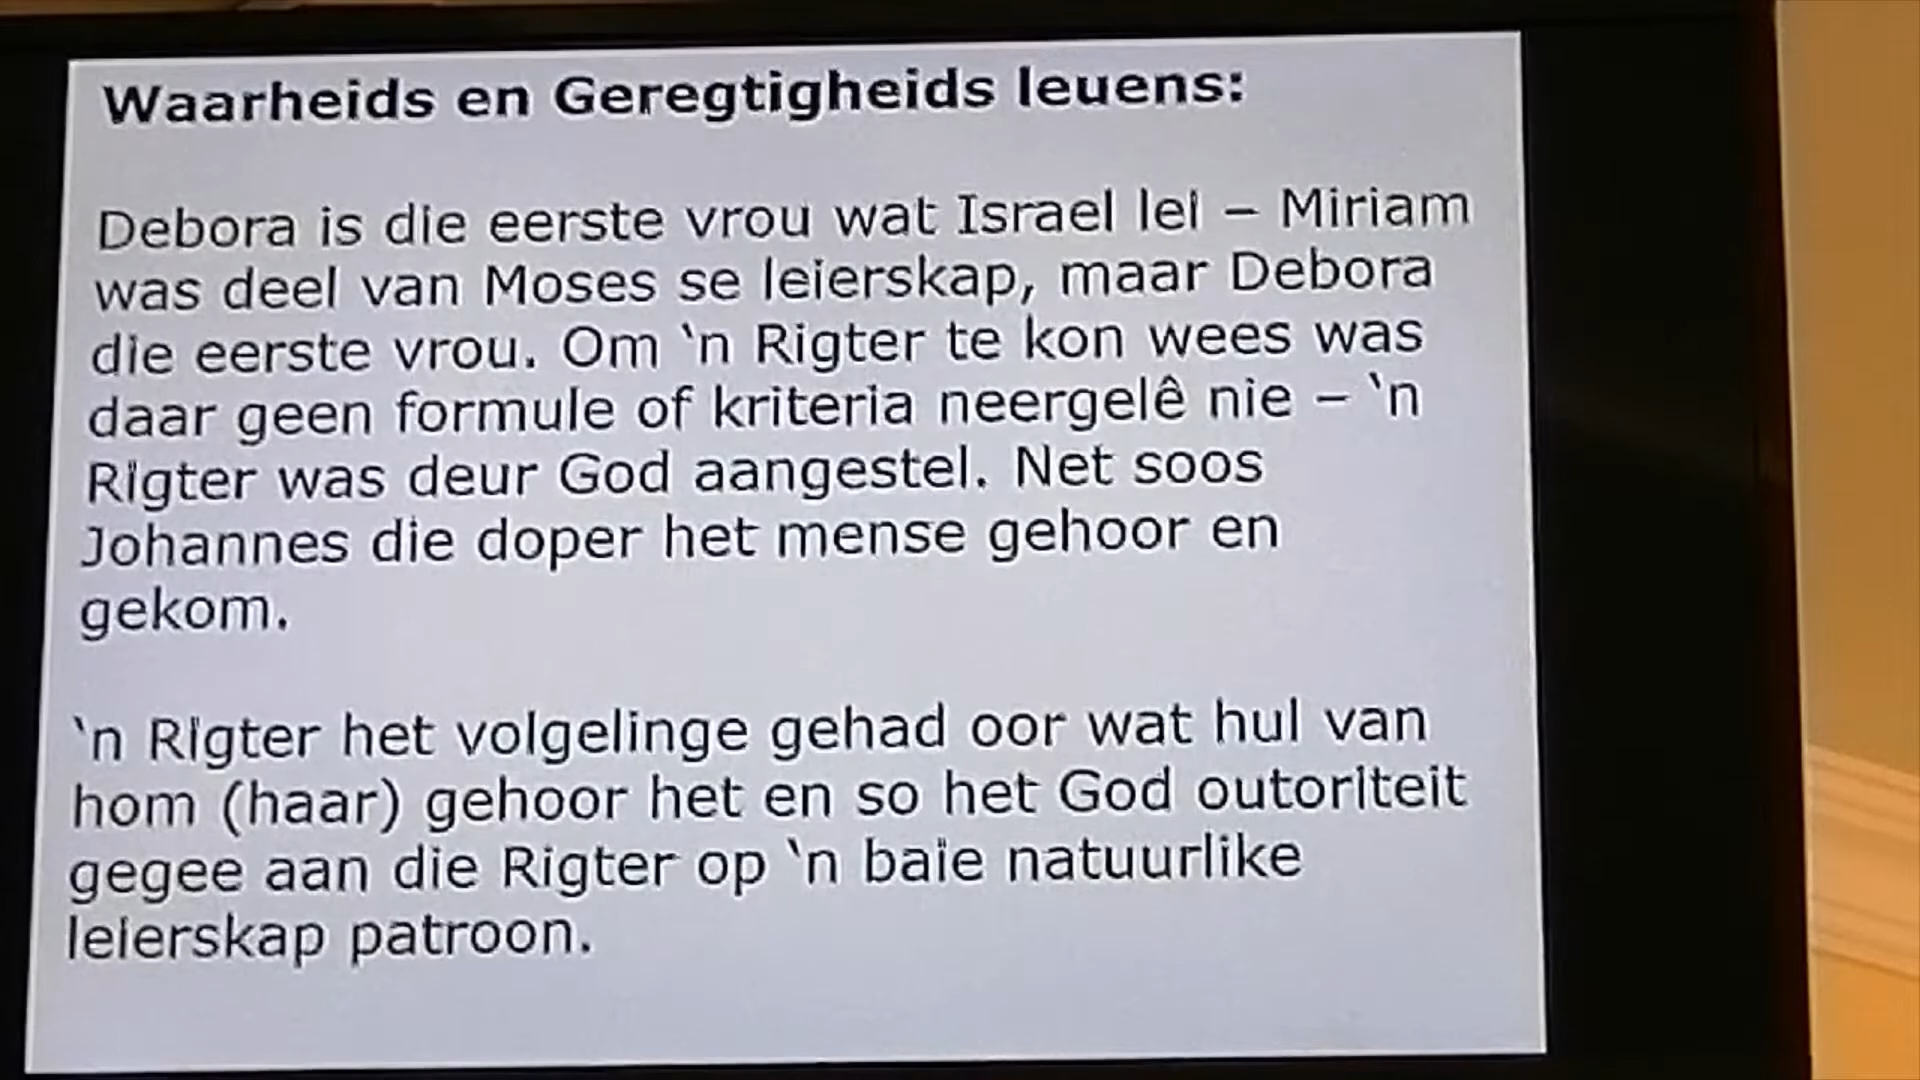 Waarheids en Geregtigheids leuens:
Debora is die eerste vrou wat Israel lei – Miriam
was deel van Moses se leierskap, maar Debora
die eerste vrou. Om ‘n Rigter te kon wees was
daar geen formule of kriteria neergelê nie – ‘n
Rigter was deur God aangestel. Net soos
Johannes die doper het mense gehoor en
gekom.
‘n Rigter het volgelinge gehad oor wat hul van
hom (haar) gehoor het en so het God outoriteit
gegee aan die Rigter op ‘n baie natuurlike
leierskap patroon.